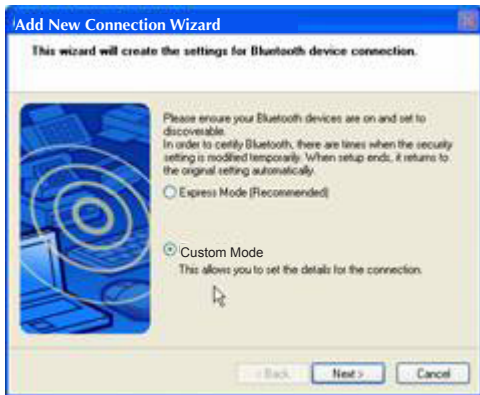 Add New Connection Wizard
This wizard will create the settings for Bluetooth device connection.
Please ensure your Bluetooth devices are on and set to
discoverable.
In order to certify Bluetooth, there are times when the security
setting is modified temporarily. When setup ends, it returns to
the original setting automatically.
Express Mode (Recommended)
Custom Mode
This allows you to set the details for the connection.
< Back
Next >
Cancel